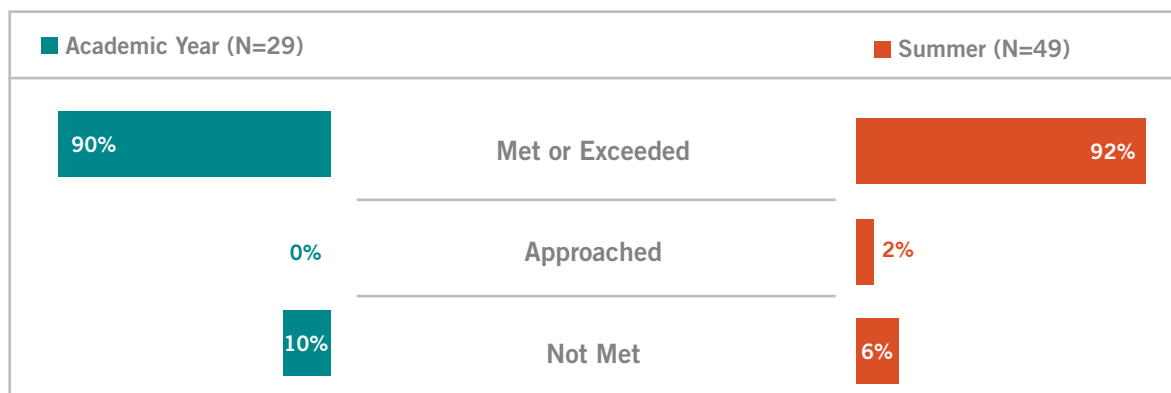 Academic Year (N=29)
Summer (N=49)
90%
Met or Exceeded
92%
0%
Approached
2%
10%
Not Met
6%